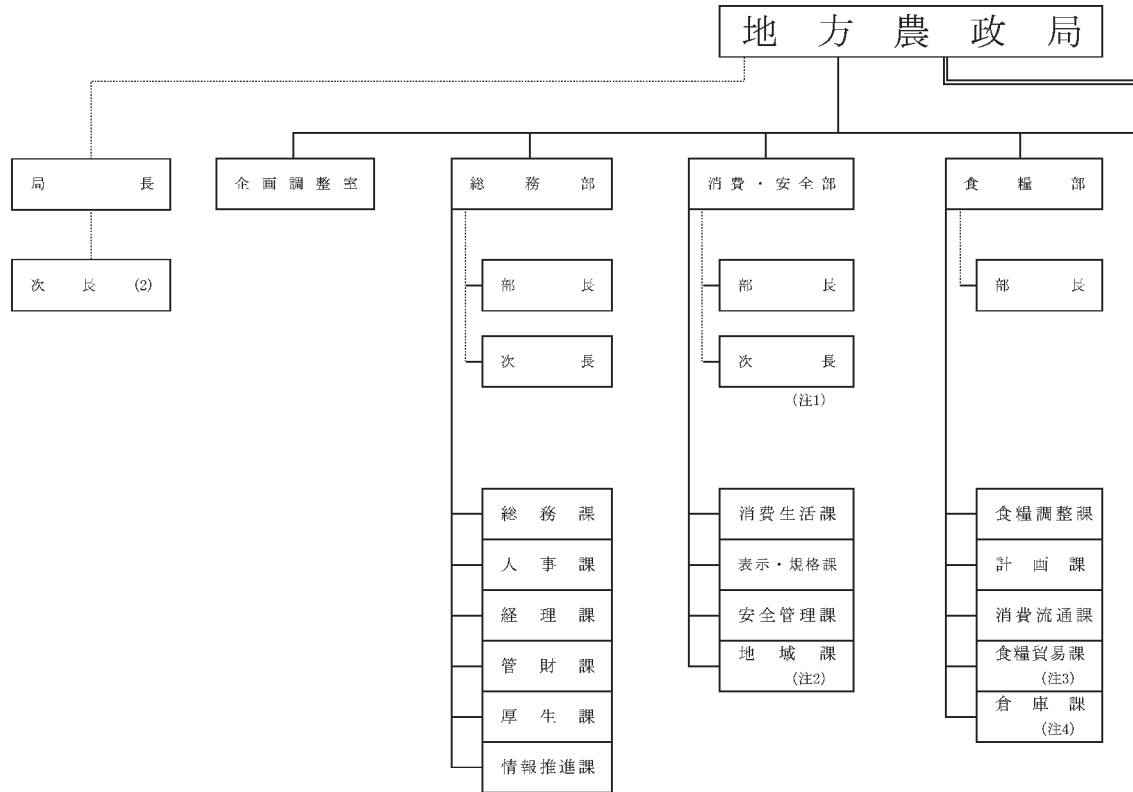 地方農政局
局長
企画調整室
総務部
消費・安全部
食糧部
次長 (2)
部長
部長
部長
次長
次長
(注1)
総務課
消費生活課
食糧調整課
人事課
表示・規格課
計画課
経理課
安全管理課
消費流通課
管財課
地域課
(注2)
食糧貿易課
(注3)
厚生課
倉庫課
(注4)
情報推進課